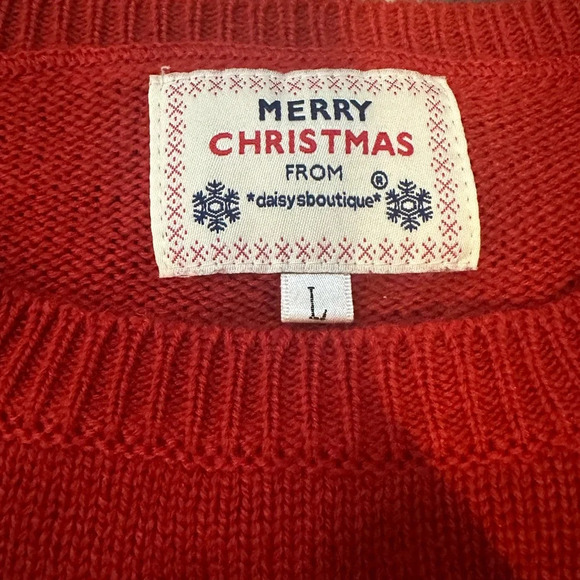 MERRY
CHRISTMAS
FROM
*daisysboutique*®
L